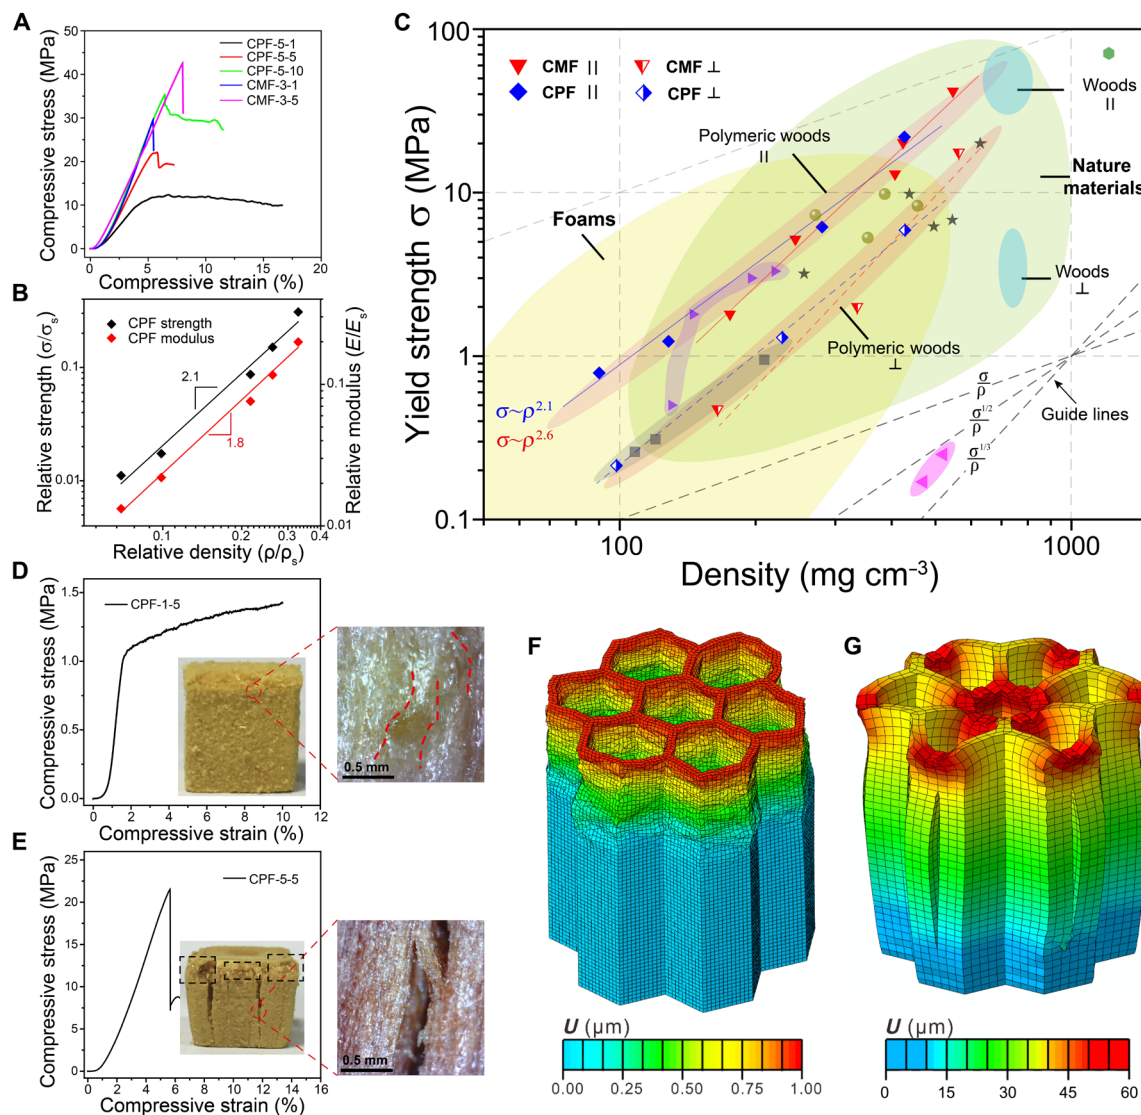 A
Compressive stress (MPa)
50
45
40
35
30
25
20
15
10
5
0
CPF-5-1
CPF-5-5
CPF-5-10
CMF-3-1
CMF-3-5
0 5 10 15 20
Compressive strain (%)
B
Relative strength (σ/σs)
0.1
0.01
CPF strength
CPF modulus
2.1
1.8
0.1
0.01
Relative modulus (E/Es)
0.1 0.2 0.3 0.4
Relative density (ρ/ρs)
C
Yield strength σ (MPa)
100
10
1
0.1
CMF || CMF ⊥
CPF || CPF ⊥
Woods
||
Polymeric woods
||
Nature
materials
Foams
Woods
⊥
Polymeric woods
⊥
σ~ρ2.1
σ~ρ2.6
σ/ρ
σ1/2/ρ
σ1/3/ρ
Guide lines
100 1000
Density (mg cm–3)
D
Compressive stress (MPa)
1.5
1.0
0.5
0.0
CPF-1-5
0.5 mm
0 2 4 6 8 10 12
Compressive strain (%)
E
Compressive stress (MPa)
25
20
15
10
5
0
CPF-5-5
0.5 mm
0 2 4 6 8 10 12 14 16
Compressive strain (%)
F
U (μm)
0.00 0.25 0.50 0.75 1.00
G
U (μm)
0 15 30 45 60